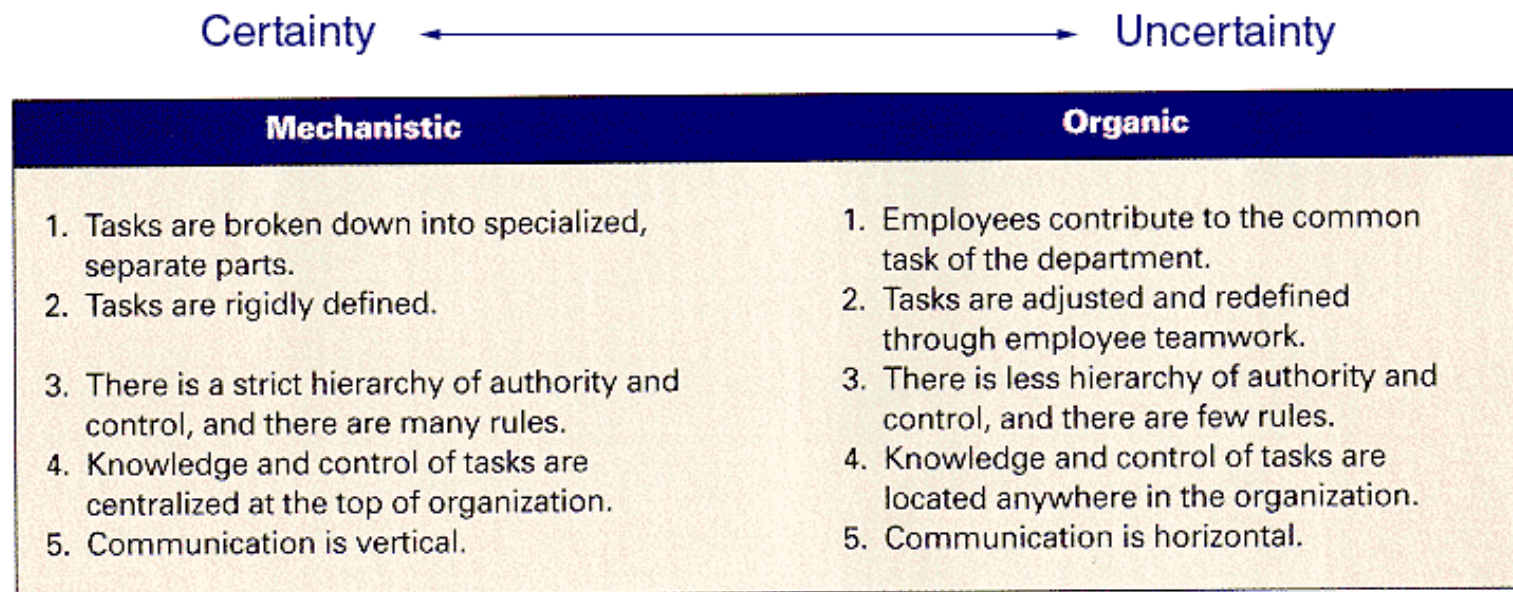 Certainty Uncertainty
Mechanistic Organic
1. Tasks are broken down into specialized,
separate parts.
2. Tasks are rigidly defined.
3. There is a strict hierarchy of authority and
control, and there are many rules.
4. Knowledge and control of tasks are
centralized at the top of organization.
5. Communication is vertical.
1. Employees contribute to the common
task of the department.
2. Tasks are adjusted and redefined
through employee teamwork.
3. There is less hierarchy of authority and
control, and there are few rules.
4. Knowledge and control of tasks are
located anywhere in the organization.
5. Communication is horizontal.